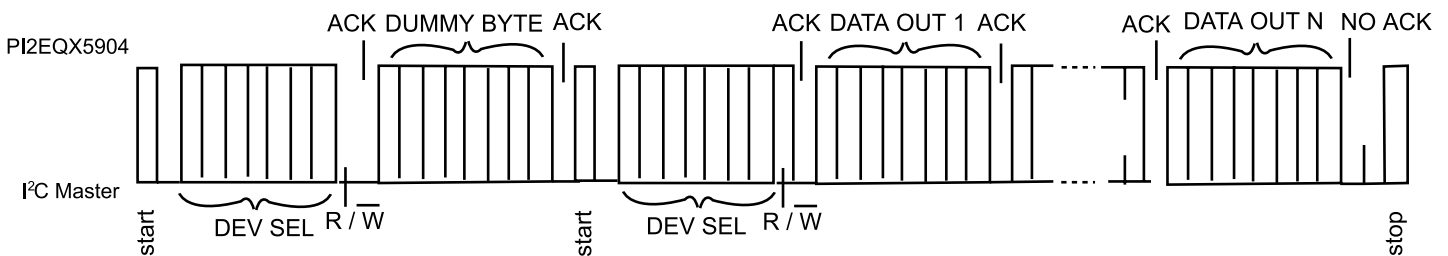 ACK DUMMY BYTE ACK ACK DATA OUT 1 ACK ACK DATA OUT N NO ACK
PI2EQX5904
I²C Master
start DEV SEL R / W̅ start DEV SEL R / W̅ stop